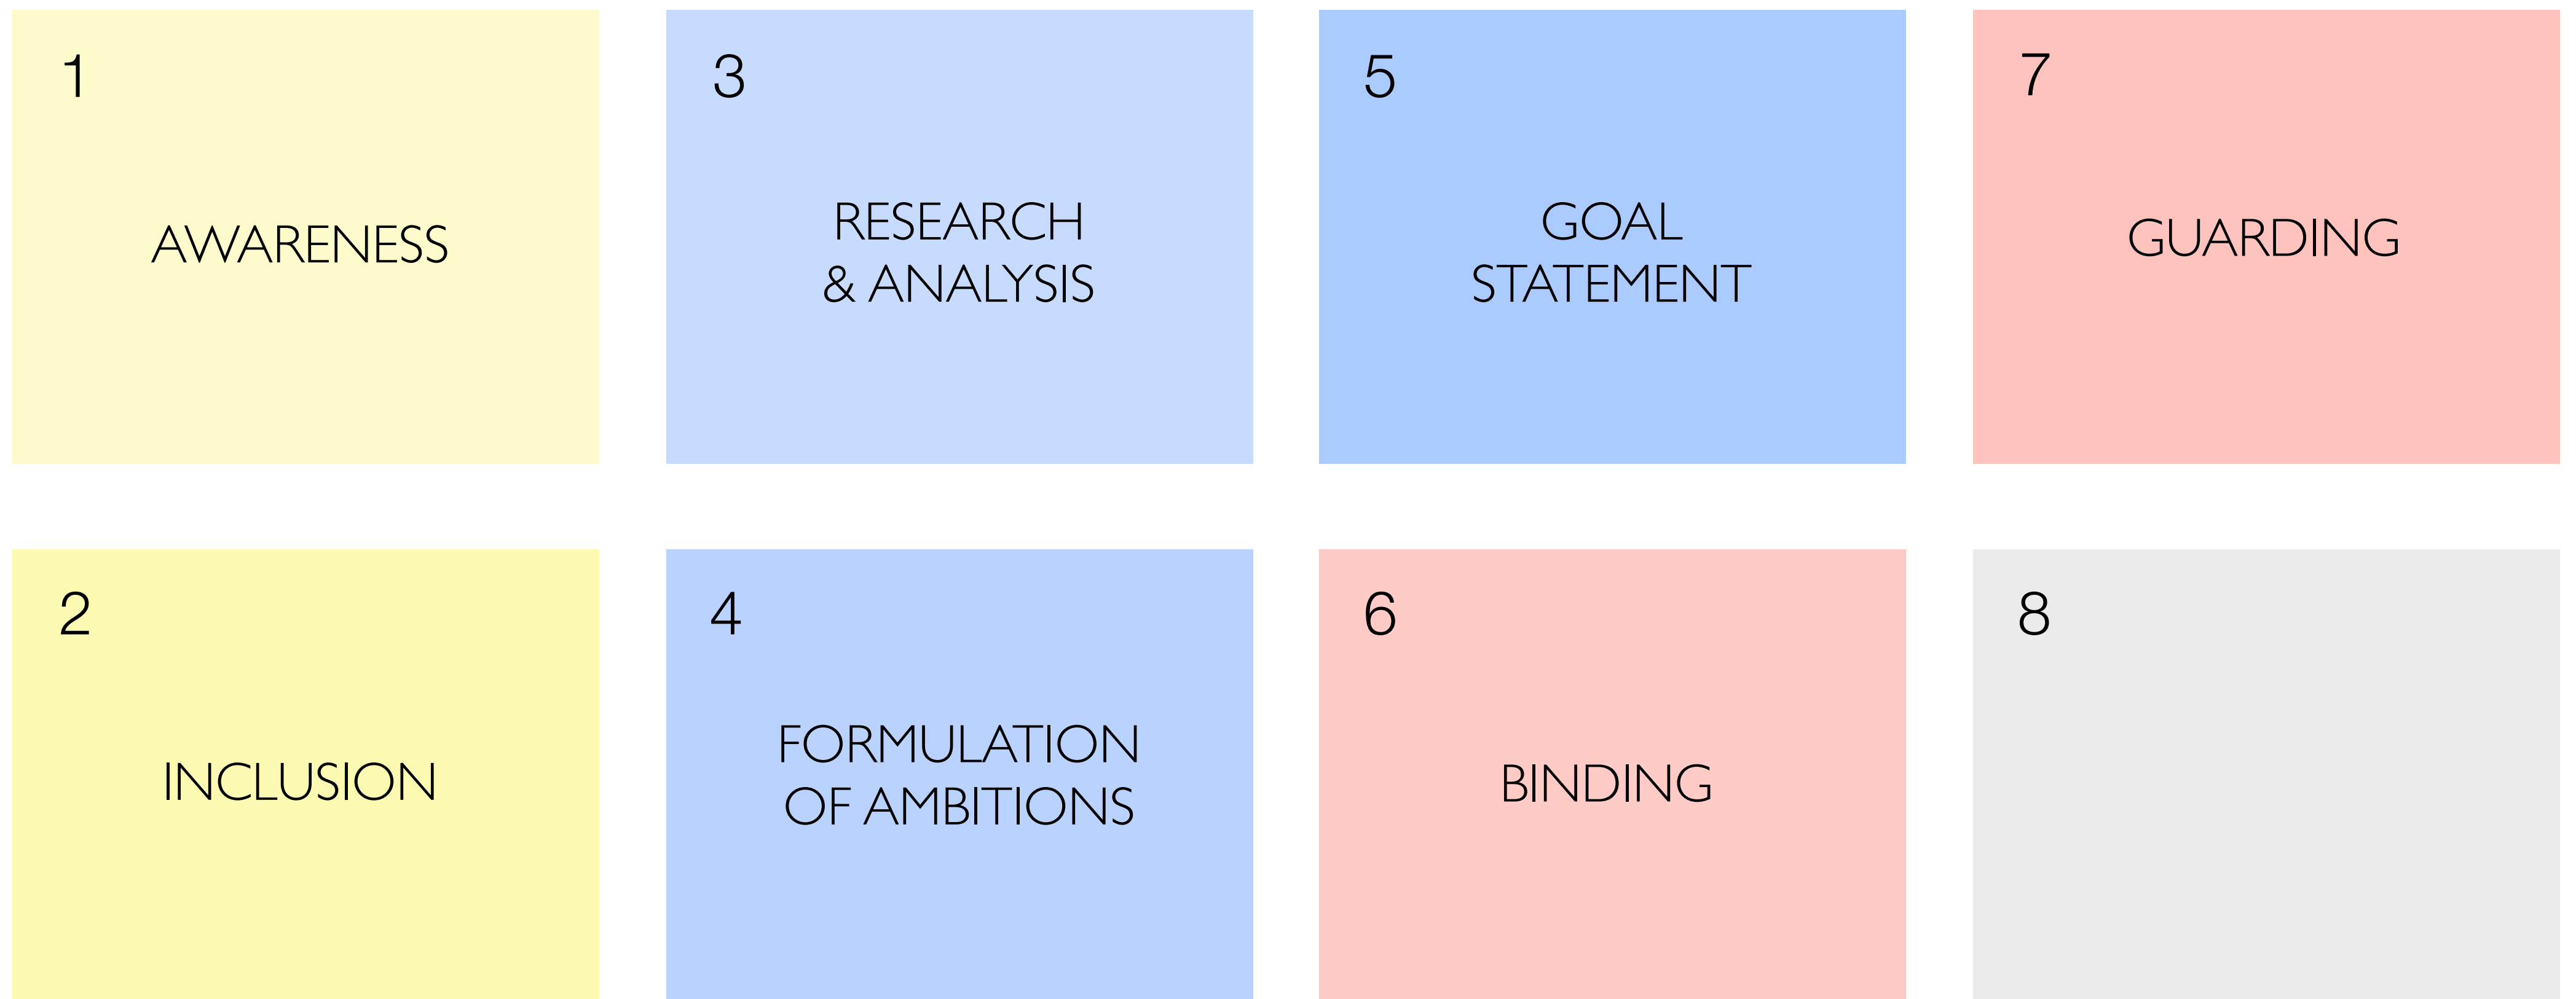 1
AWARENESS
2
INCLUSION
3
RESEARCH
& ANALYSIS
4
FORMULATION
OF AMBITIONS
5
GOAL
STATEMENT
6
BINDING
7
GUARDING
8